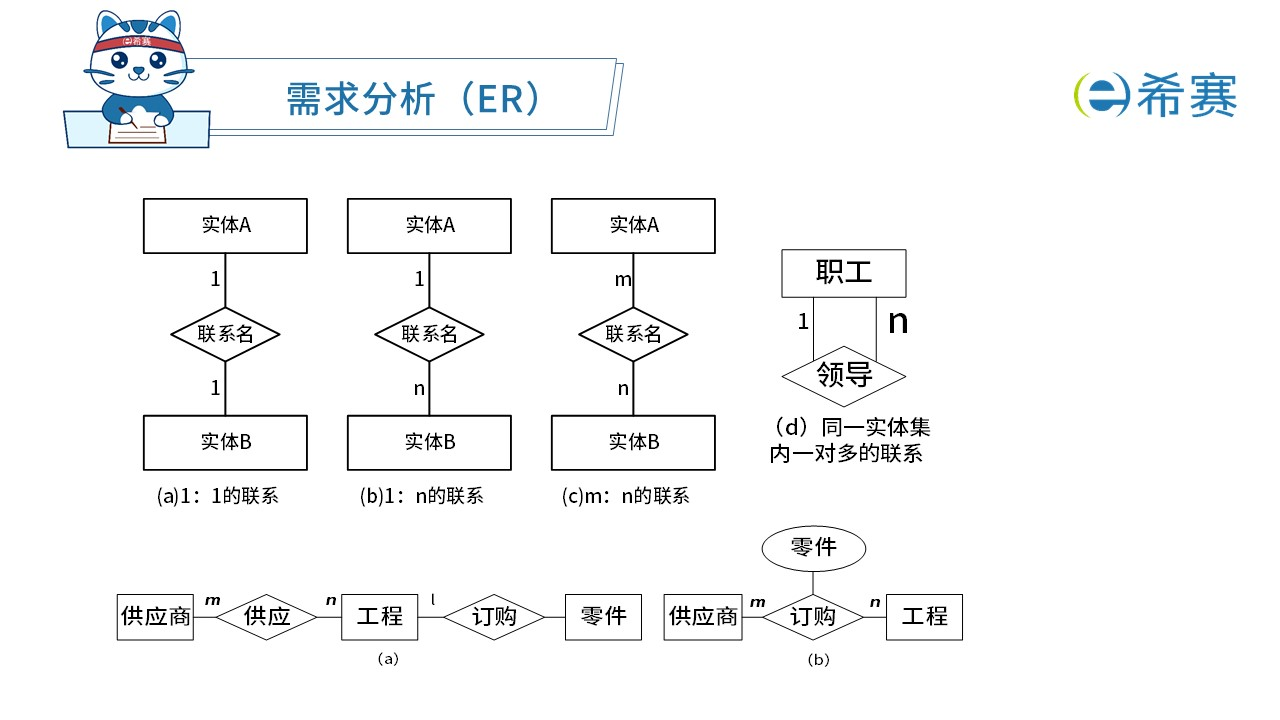 希赛
需求分析（ER）
希赛
实体A
实体A
实体A
1
1
m
联系名
联系名
联系名
1
n
n
实体B
实体B
实体B
(a)1：1的联系
(b)1：n的联系
(c)m：n的联系
职工
1
n
领导
（d）同一实体集
内一对多的联系
供应商
m
供应
n
工程
l
订购
零件
（a）
零件
供应商
m
订购
n
工程
（b）